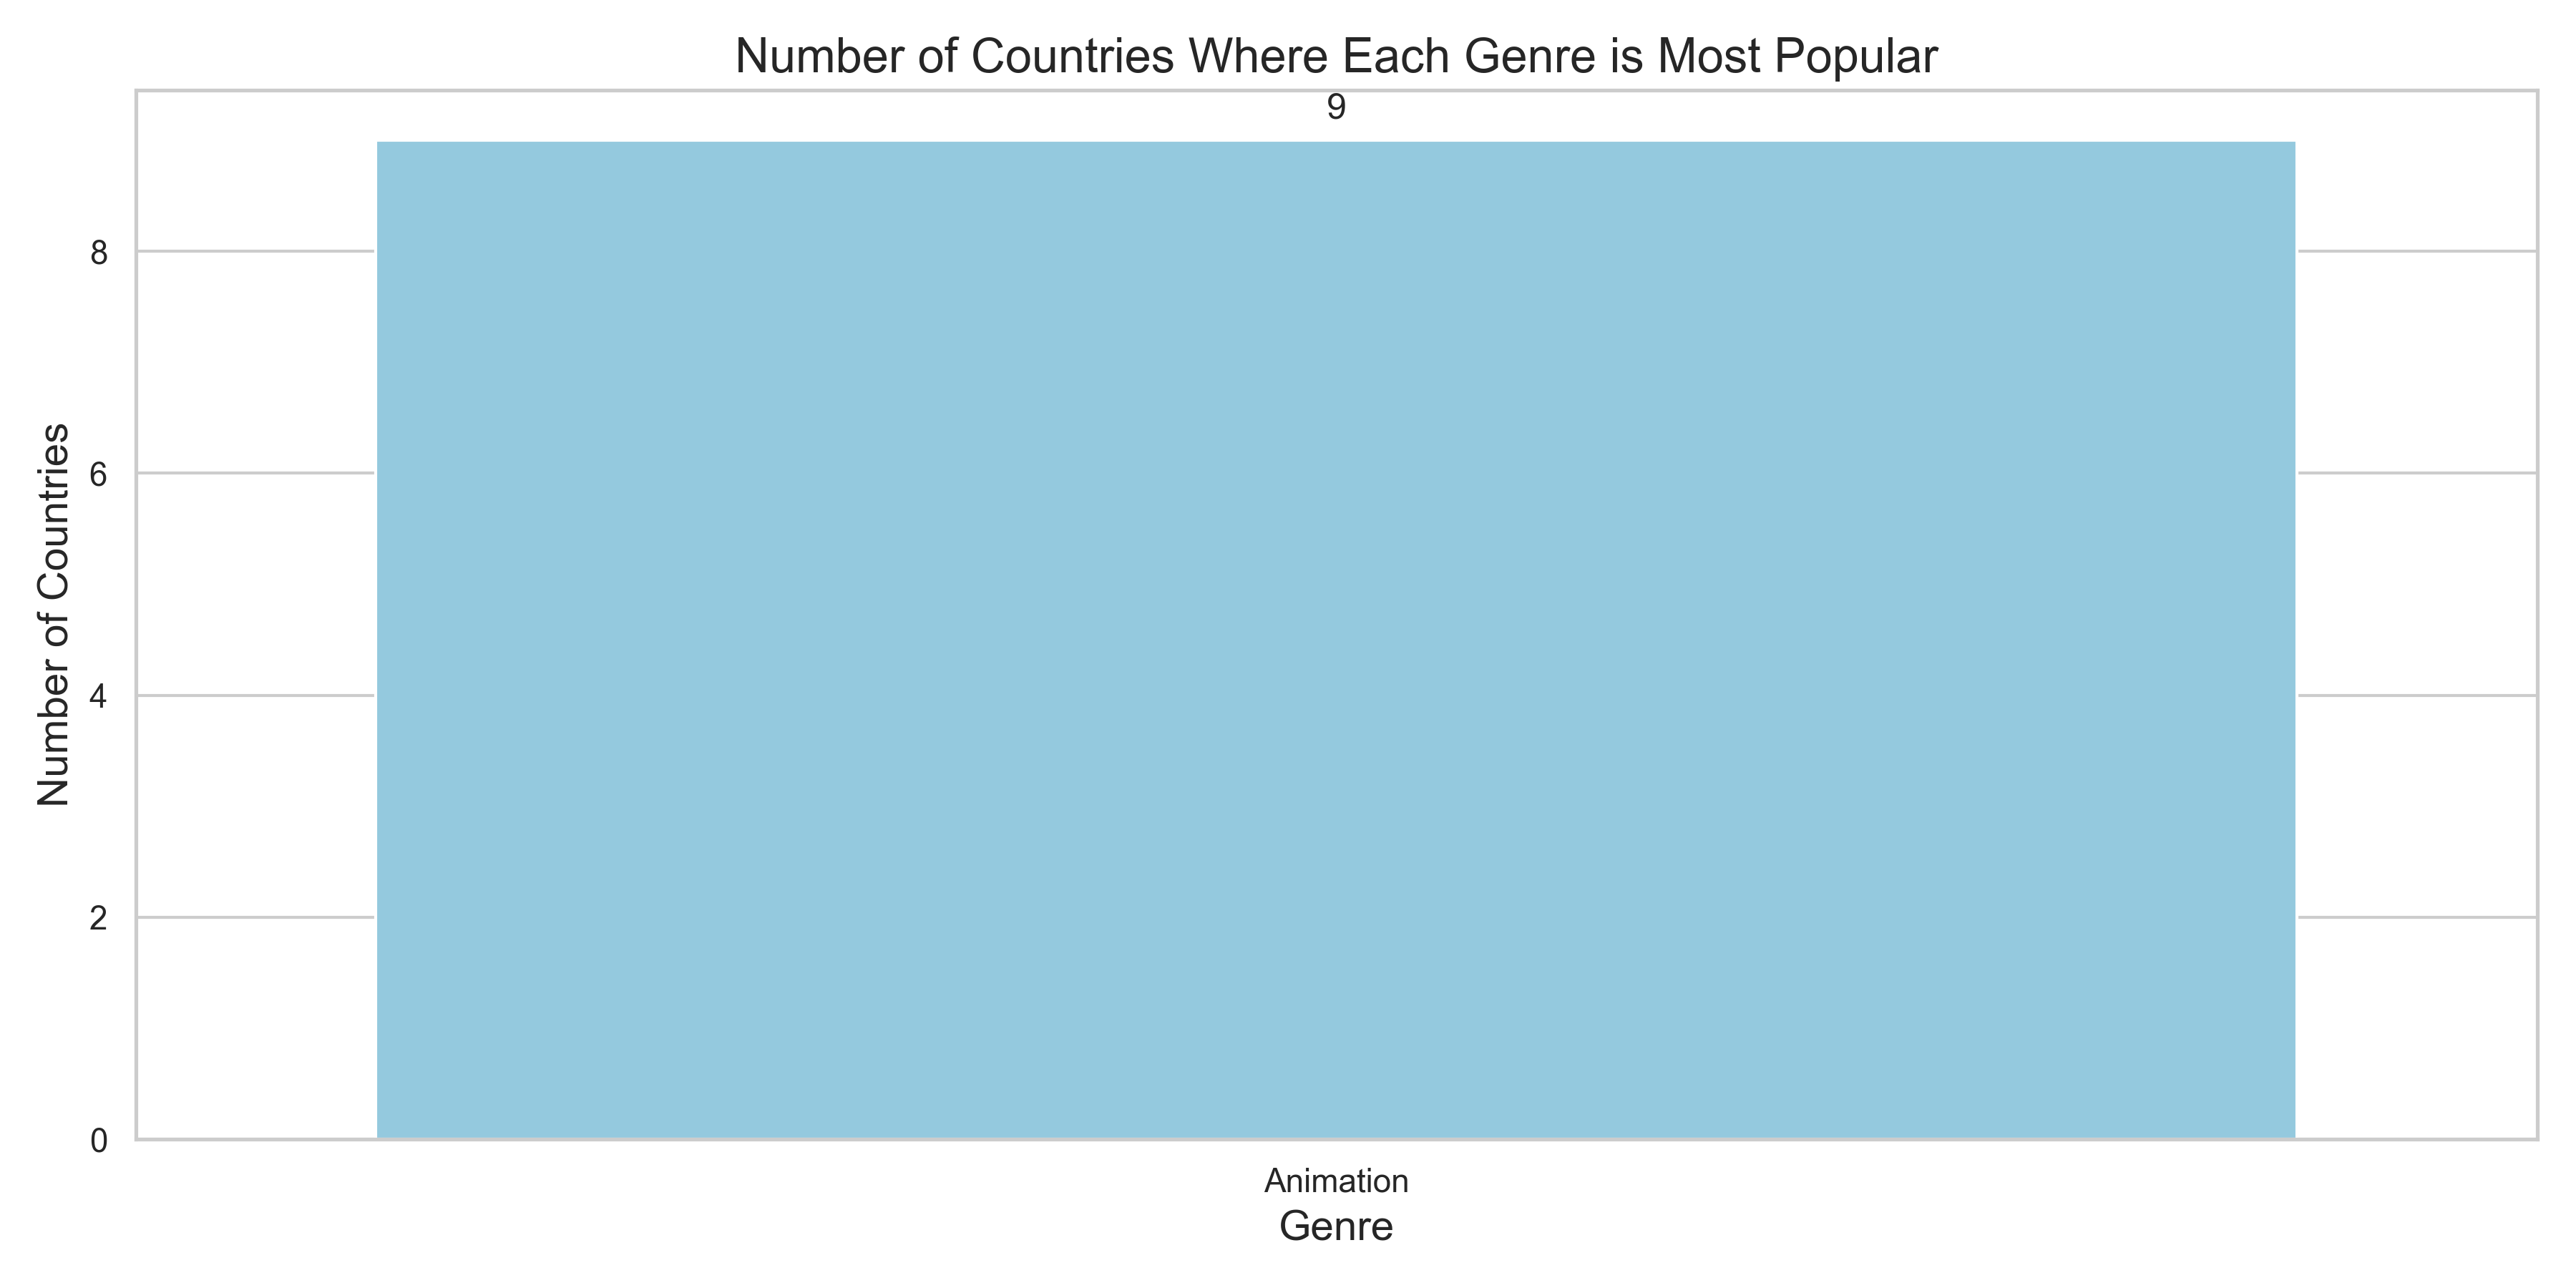 Number of Countries Where Each Genre is Most Popular
9
8
6
4
2
0
Number of Countries
Animation
Genre